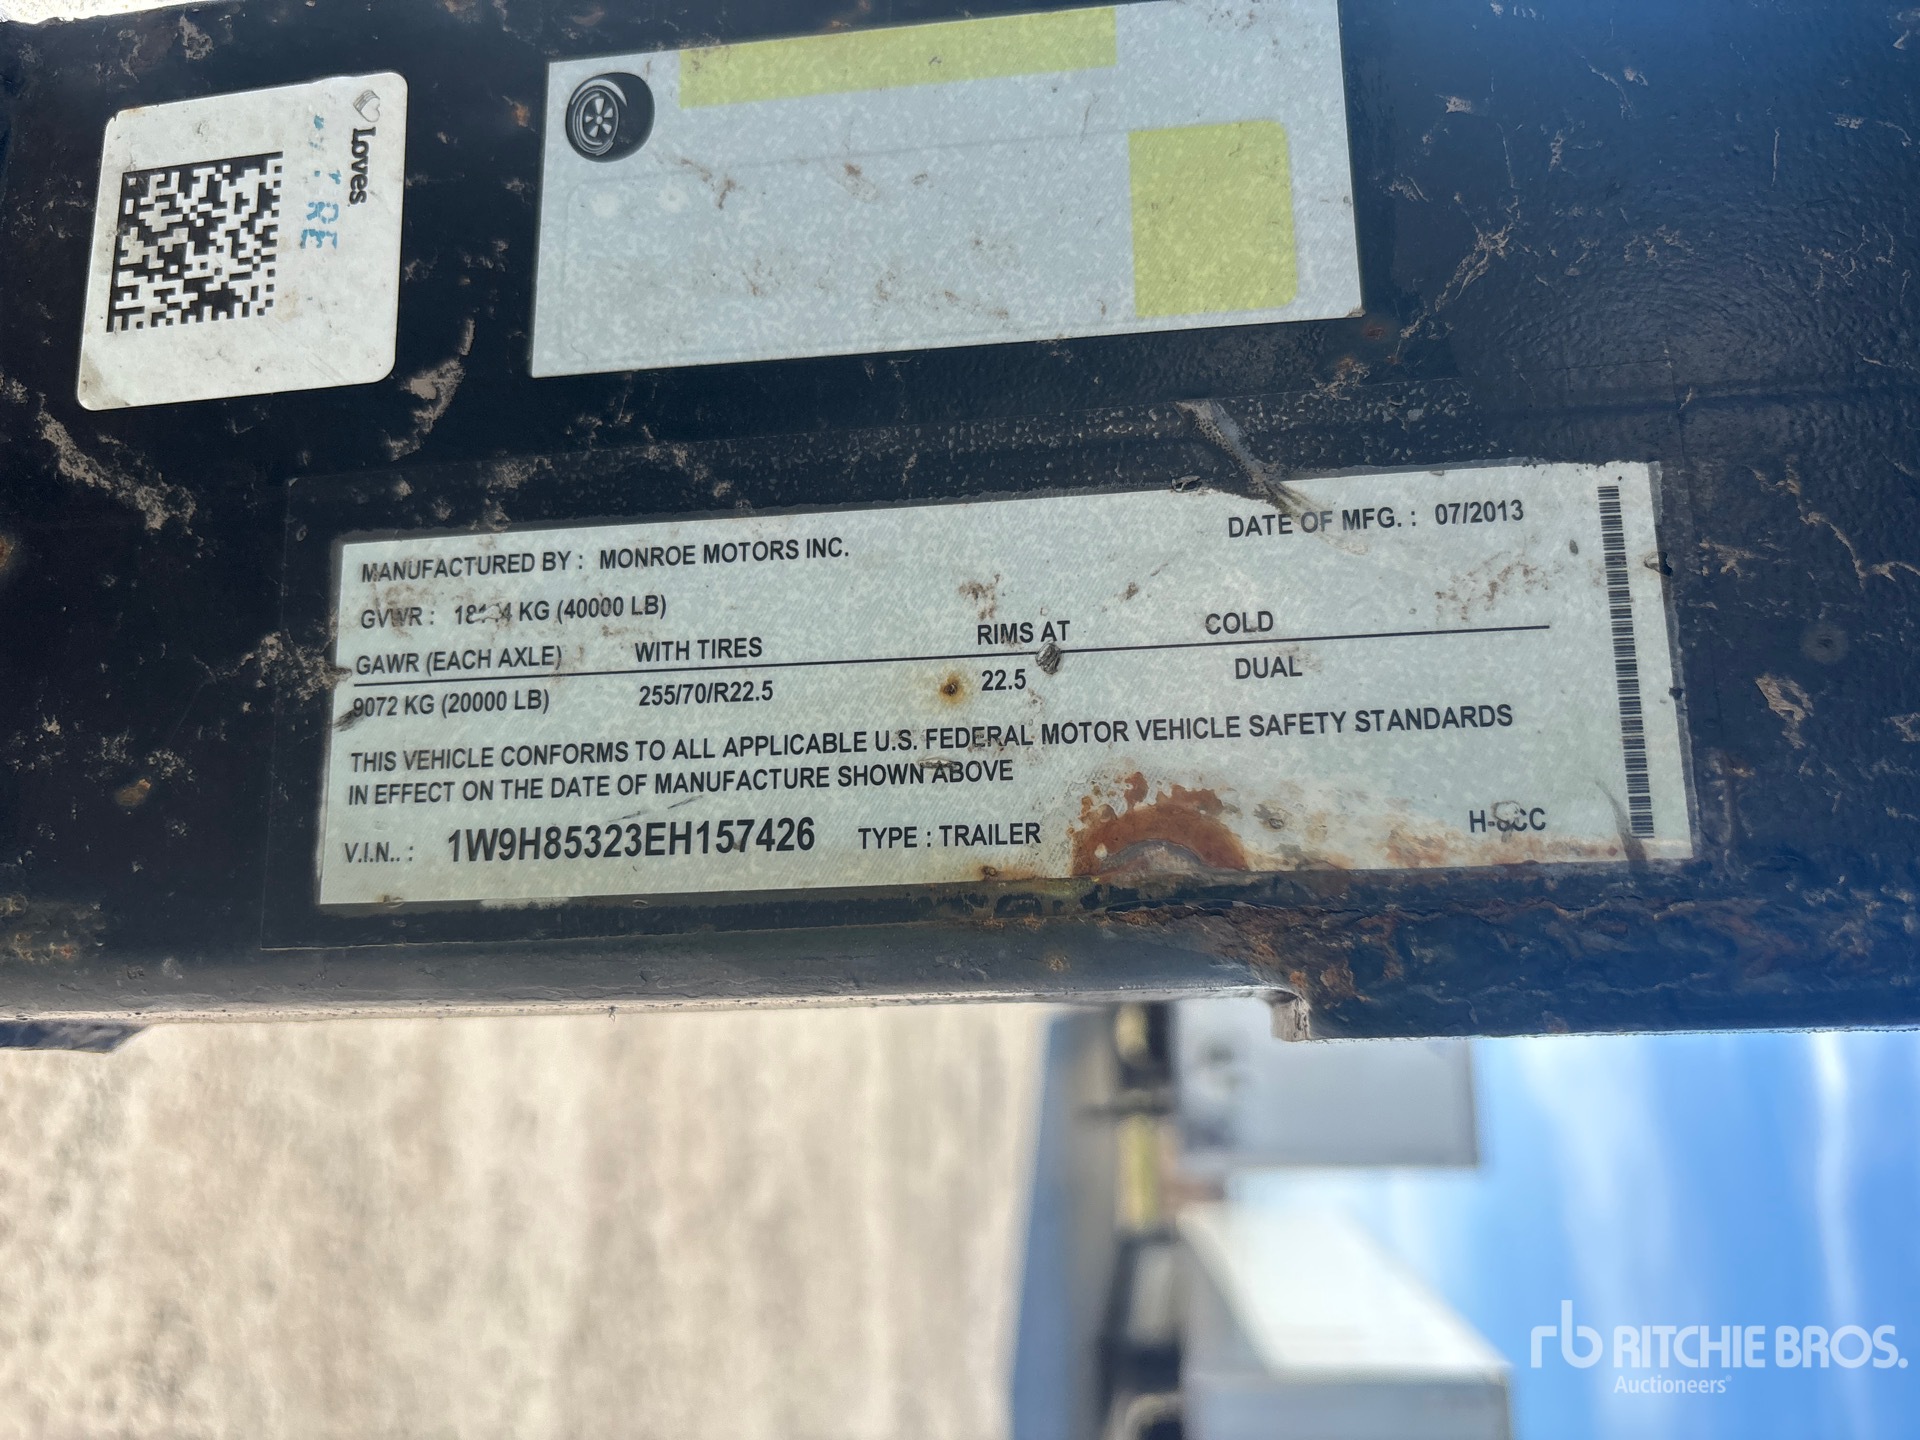 Loves
MANUFACTURED BY : MONROE MOTORS INC.
DATE OF MFG. : 07/2013
GVWR : KG (40000 LB)
GAWR (EACH AXLE) WITH TIRES RIMS AT COLD
9072 KG (20000 LB) 255/70/R22.5 22.5 DUAL
THIS VEHICLE CONFORMS TO ALL APPLICABLE U.S. FEDERAL MOTOR VEHICLE SAFETY STANDARDS
IN EFFECT ON THE DATE OF MANUFACTURE SHOWN ABOVE
V.I.N.. : 1W9H85323EH157426 TYPE : TRAILER
rb RITCHIE BROS.
Auctioneers